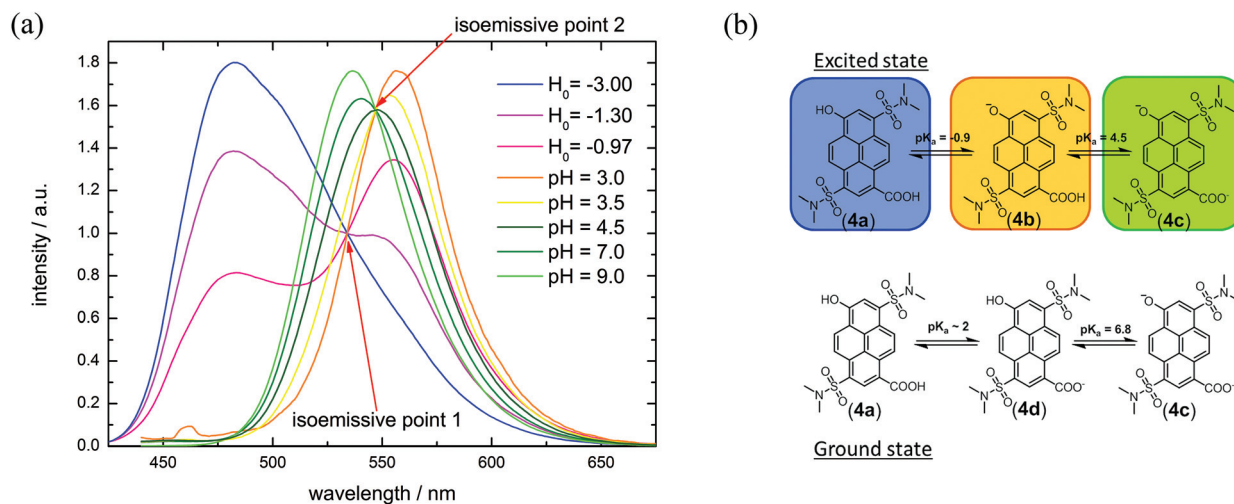 (a)
isoemissive point 2
1.8
1.6
1.4
1.2
1.0
0.8
0.6
0.4
0.2
0.0
intensity / a.u.
H0= -3.00
H0= -1.30
H0= -0.97
pH = 3.0
pH = 3.5
pH = 4.5
pH = 7.0
pH = 9.0
isoemissive point 1
450
500
550
600
650
wavelength / nm
(b)
Excited state
HO
S
O
O
N
N
S
O
O
COOH
(4a)
pKa = -0.9
-O
S
O
O
N
N
S
O
O
COOH
(4b)
pKa = 4.5
-O
S
O
O
N
N
S
O
O
COO-
(4c)
HO
S
O
O
N
N
S
O
O
COOH
(4a)
pKa ~ 2
HO
S
O
O
N
N
S
O
O
COO-
(4d)
pKa = 6.8
-O
S
O
O
N
N
S
O
O
COO-
(4c)
Ground state